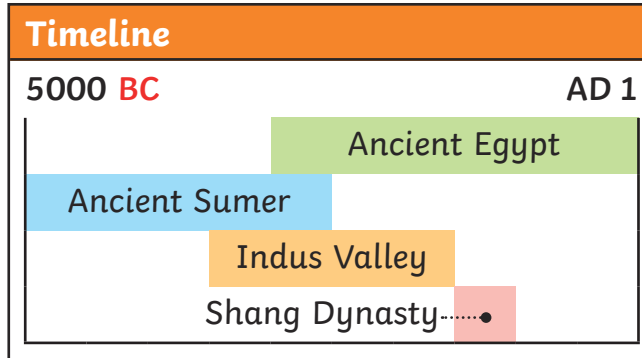 Timeline
5000 BC AD 1
Ancient Egypt
Ancient Sumer
Indus Valley
Shang Dynasty